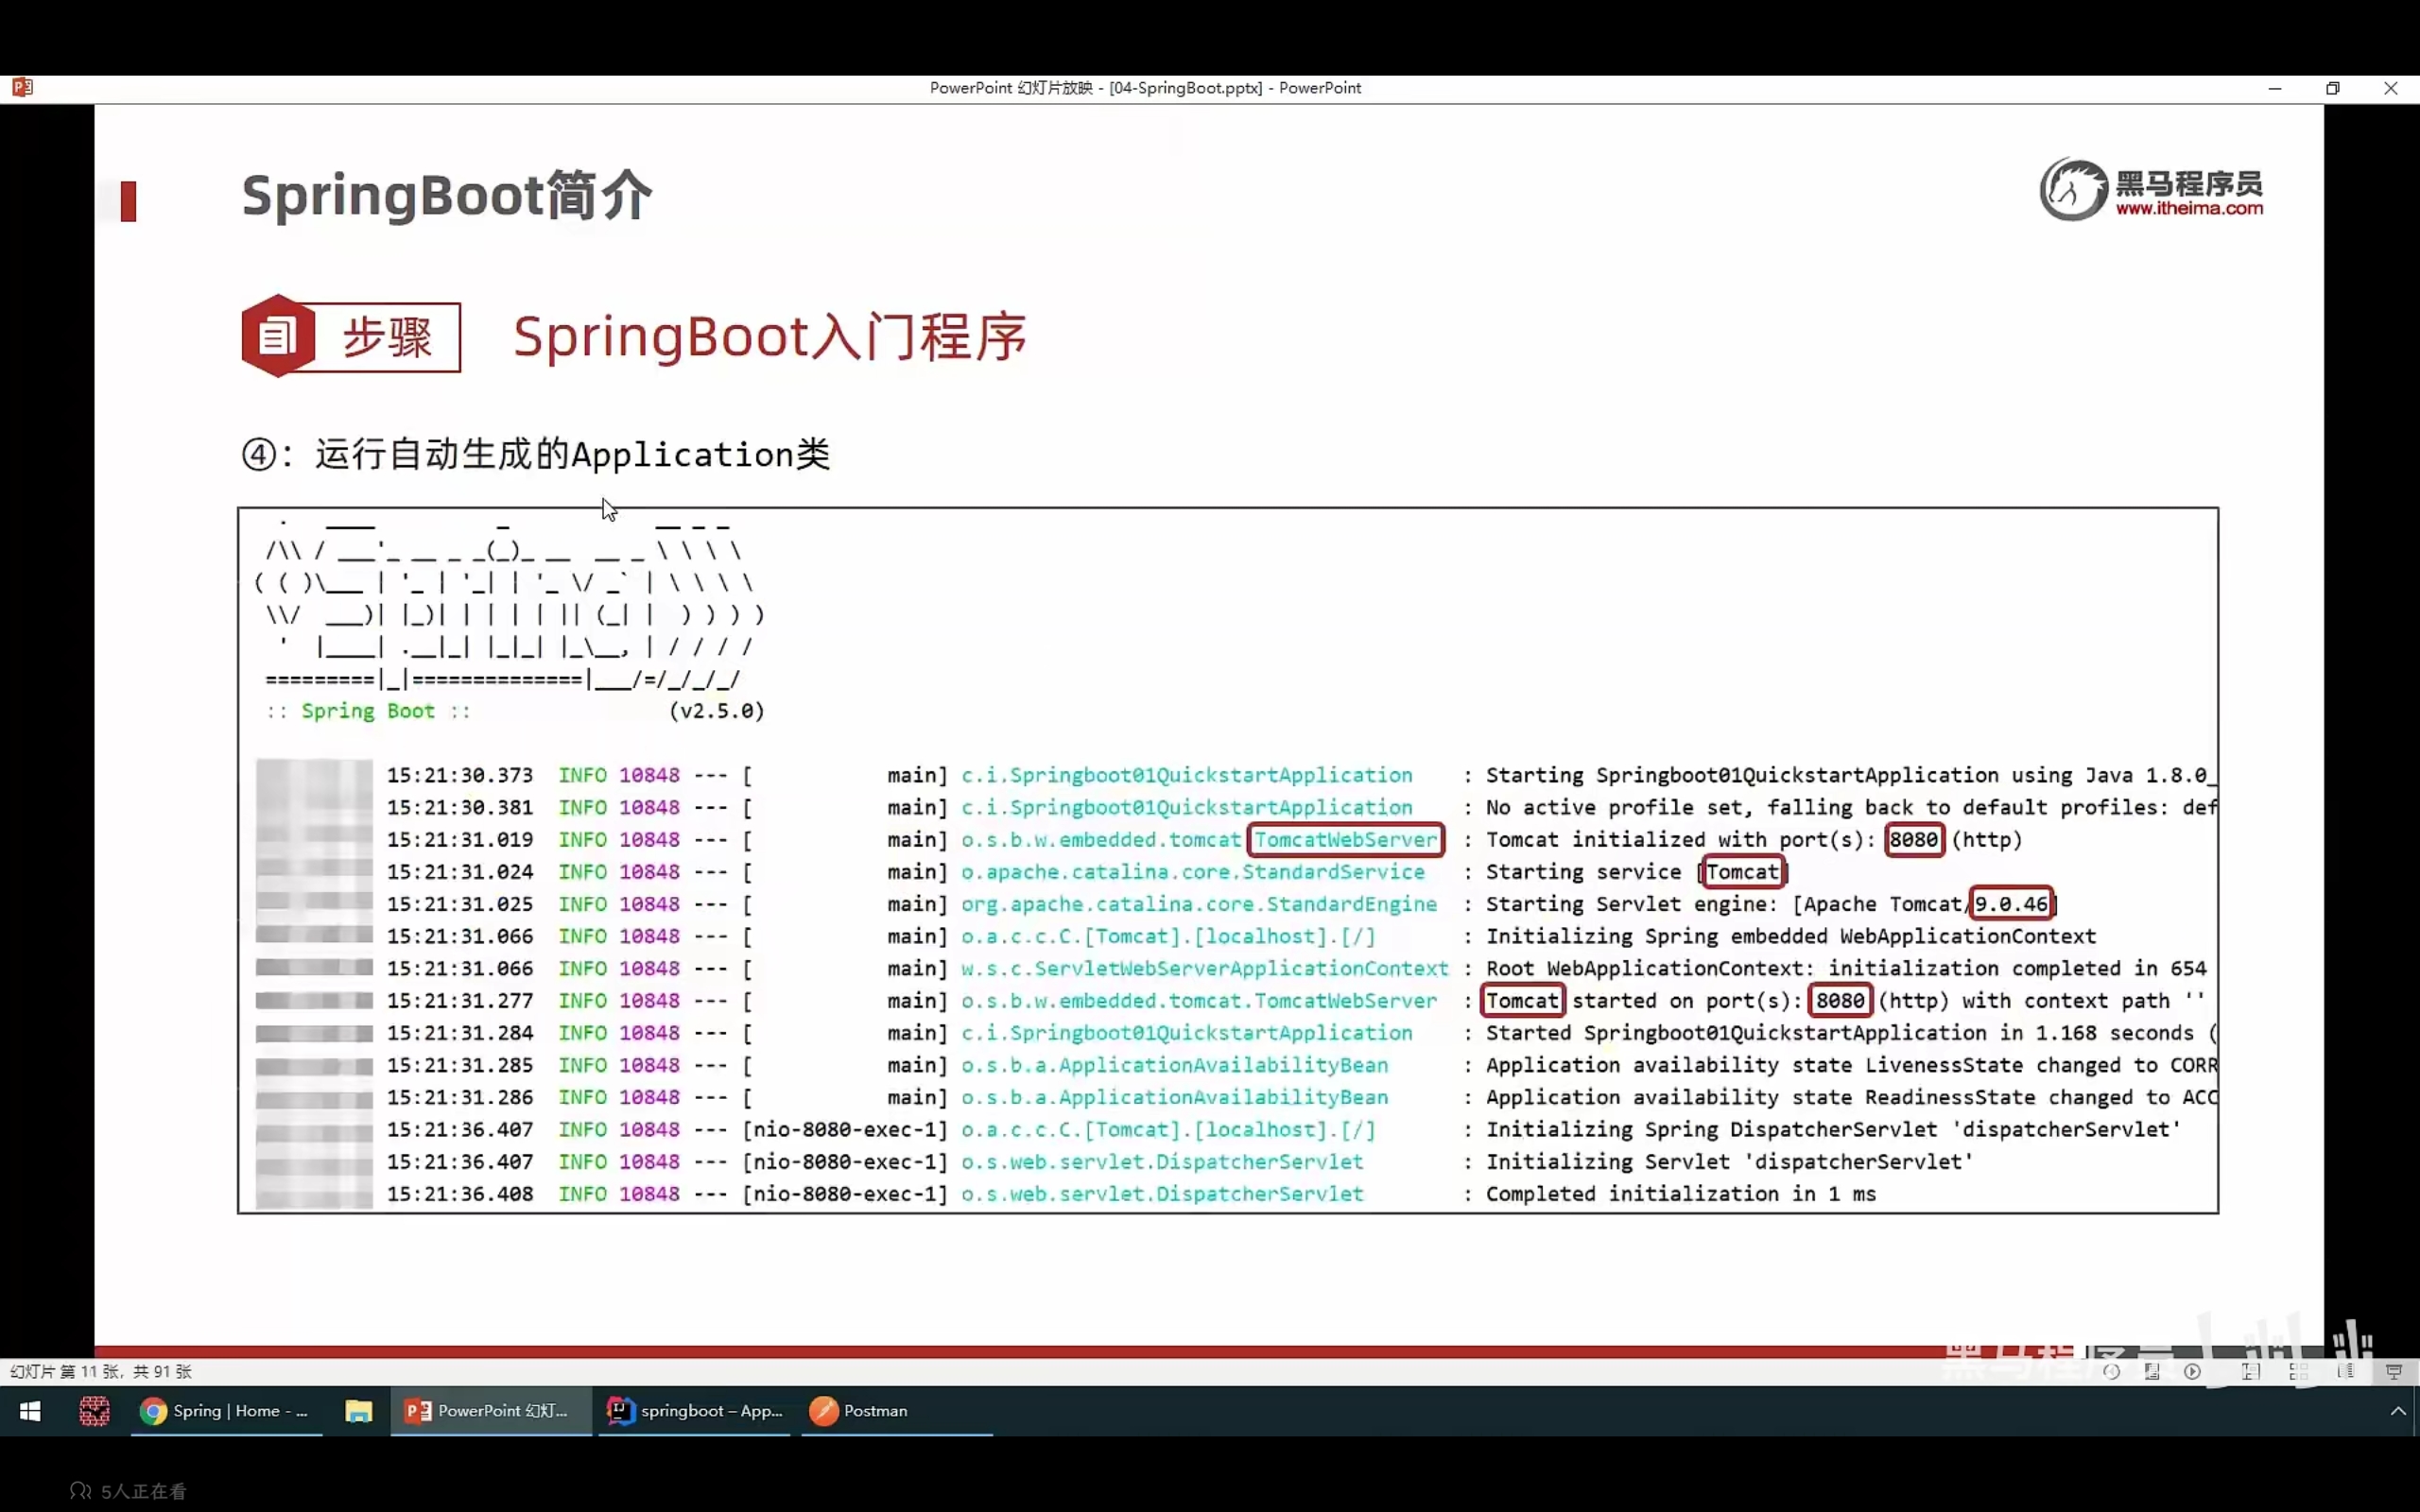 PowerPoint 幻灯片放映 - [04-SpringBoot.pptx] - PowerPoint
SpringBoot简介
黑马程序员
www.itheima.com
步骤
SpringBoot入门程序
④：运行自动生成的Application类
:: Spring Boot :: (v2.5.0)
15:21:30.373 INFO 10848 --- [ main] c.i.Springboot01QuickstartApplication : Starting Springboot01QuickstartApplication using Java 1.8.0_
15:21:30.381 INFO 10848 --- [ main] c.i.Springboot01QuickstartApplication : No active profile set, falling back to default profiles: def
15:21:31.019 INFO 10848 --- [ main] o.s.b.w.embedded.tomcat.TomcatWebServer : Tomcat initialized with port(s): 8080 (http)
15:21:31.024 INFO 10848 --- [ main] o.apache.catalina.core.StandardService : Starting service [Tomcat]
15:21:31.025 INFO 10848 --- [ main] org.apache.catalina.core.StandardEngine : Starting Servlet engine: [Apache Tomcat/9.0.46]
15:21:31.066 INFO 10848 --- [ main] o.a.c.c.C.[Tomcat].[localhost].[/] : Initializing Spring embedded WebApplicationContext
15:21:31.066 INFO 10848 --- [ main] w.s.c.ServletWebServerApplicationContext : Root WebApplicationContext: initialization completed in 654
15:21:31.277 INFO 10848 --- [ main] o.s.b.w.embedded.tomcat.TomcatWebServer : Tomcat started on port(s): 8080 (http) with context path ''
15:21:31.284 INFO 10848 --- [ main] c.i.Springboot01QuickstartApplication : Started Springboot01QuickstartApplication in 1.168 seconds (
15:21:31.285 INFO 10848 --- [ main] o.s.b.a.ApplicationAvailabilityBean : Application availability state LivenessState changed to CORR
15:21:31.286 INFO 10848 --- [ main] o.s.b.a.ApplicationAvailabilityBean : Application availability state ReadinessState changed to ACC
15:21:36.407 INFO 10848 --- [nio-8080-exec-1] o.a.c.c.C.[Tomcat].[localhost].[/] : Initializing Spring DispatcherServlet 'dispatcherServlet'
15:21:36.407 INFO 10848 --- [nio-8080-exec-1] o.s.web.servlet.DispatcherServlet : Initializing Servlet 'dispatcherServlet'
15:21:36.408 INFO 10848 --- [nio-8080-exec-1] o.s.web.servlet.DispatcherServlet : Completed initialization in 1 ms
黑马程序员
幻灯片 第 11 张，共 91 张
Spring | Home - ...
PowerPoint 幻灯...
springboot – App...
Postman
5人正在看